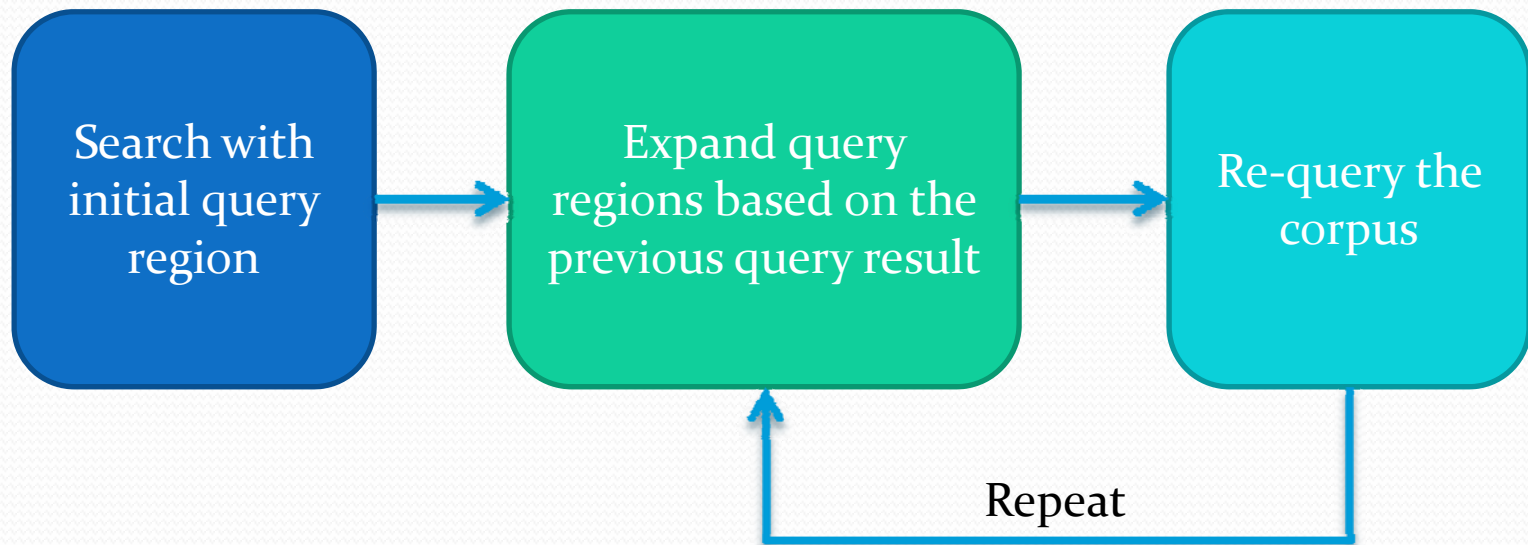 Search with
initial query
region
Expand query
regions based on the
previous query result
Re-query the
corpus
Repeat